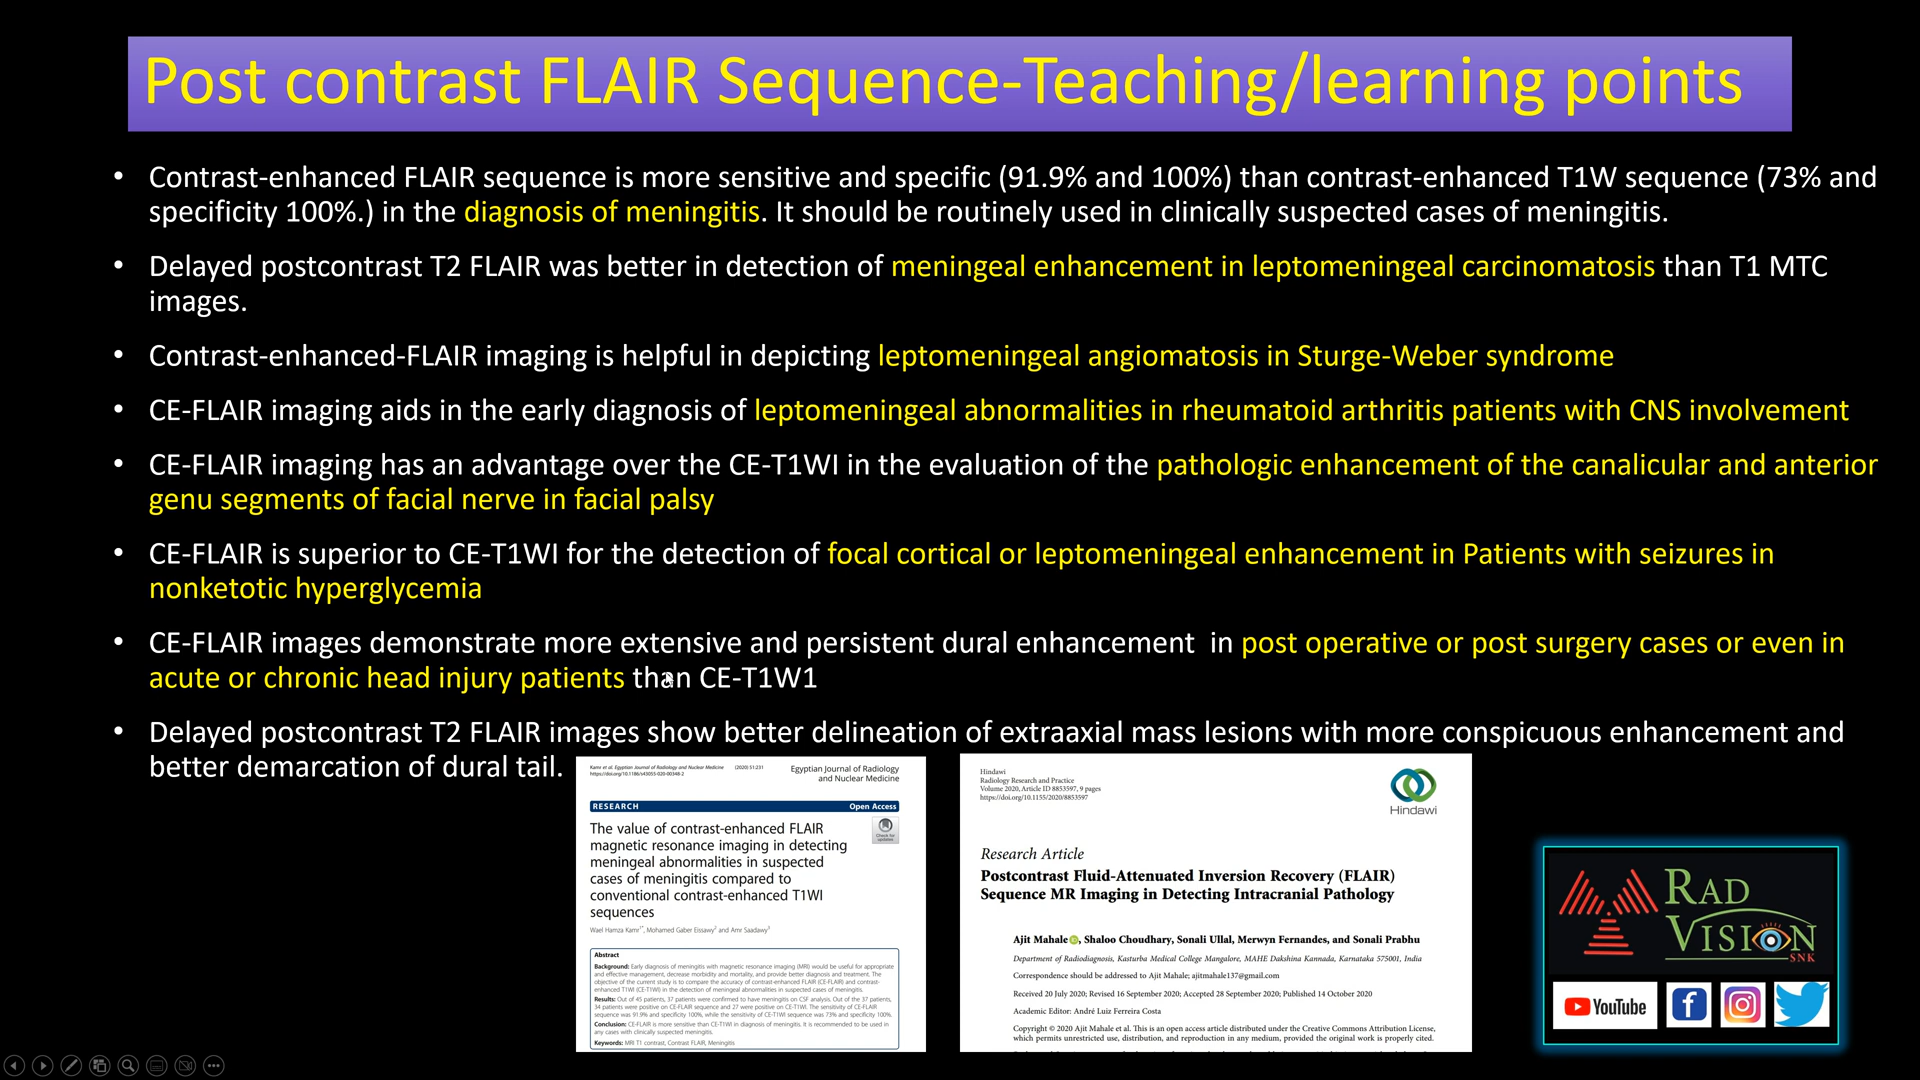 Post contrast FLAIR Sequence-Teaching/learning points
• Contrast-enhanced FLAIR sequence is more sensitive and specific (91.9% and 100%) than contrast-enhanced T1W sequence (73% and
specificity 100%.) in the diagnosis of meningitis. It should be routinely used in clinically suspected cases of meningitis.
• Delayed postcontrast T2 FLAIR was better in detection of meningeal enhancement in leptomeningeal carcinomatosis than T1 MTC
images.
• Contrast-enhanced-FLAIR imaging is helpful in depicting leptomeningeal angiomatosis in Sturge-Weber syndrome
• CE-FLAIR imaging aids in the early diagnosis of leptomeningeal abnormalities in rheumatoid arthritis patients with CNS involvement
• CE-FLAIR imaging has an advantage over the CE-T1WI in the evaluation of the pathologic enhancement of the canalicular and anterior
genu segments of facial nerve in facial palsy
• CE-FLAIR is superior to CE-T1WI for the detection of focal cortical or leptomeningeal enhancement in Patients with seizures in
nonketotic hyperglycemia
• CE-FLAIR images demonstrate more extensive and persistent dural enhancement in post operative or post surgery cases or even in
acute or chronic head injury patients than CE-T1W1
• Delayed postcontrast T2 FLAIR images show better delineation of extraaxial mass lesions with more conspicuous enhancement and
better demarcation of dural tail.
Kamr et al. Egyptian Journal of Radiology and Nuclear Medicine (2020) 51:231
https://doi.org/10.1186/s43055-020-00348-2
Egyptian Journal of Radiology
and Nuclear Medicine
RESEARCH Open Access
The value of contrast-enhanced FLAIR
magnetic resonance imaging in detecting
meningeal abnormalities in suspected
cases of meningitis compared to
conventional contrast-enhanced T1WI
sequences
Check for
updates
Wael Hamza Kamr1*, Mohamed Gaber Eissawy2 and Amr Saadawy3
Abstract
Background: Early diagnosis of meningitis with magnetic resonance imaging (MRI) would be useful for appropriate
and effective management, decrease morbidity and mortality, and provide better diagnosis and treatment. The
objective of the current study is to compare the accuracy of contrast-enhanced FLAIR (CE-FLAIR) and contrast-
enhanced T1WI (CE-T1WI) in the detection of meningeal abnormalities in suspected cases of meningitis.
Results: Out of 45 patients, 37 patients were confirmed to have meningitis on CSF analysis. Out of the 37 patients,
34 patients were positive on CE-FLAIR sequence and 27 were positive on CE-T1WI. The sensitivity of CE-FLAIR
sequence was 91.9% and specificity 100%, while the sensitivity of CE-T1WI sequence was 73% and specificity 100%.
Conclusion: CE-FLAIR is more sensitive than CE-T1WI in diagnosis of meningitis. It is recommended to be used in
any cases with clinically suspected meningitis.
Keywords: MRI T1 contrast, Contrast FLAIR, Meningitis
Hindawi
Radiology Research and Practice
Volume 2020, Article ID 8853597, 9 pages
https://doi.org/10.1155/2020/8853597
Hindawi
Research Article
Postcontrast Fluid-Attenuated Inversion Recovery (FLAIR)
Sequence MR Imaging in Detecting Intracranial Pathology
Ajit Mahale iD, Shaloo Choudhary, Sonali Ullal, Merwyn Fernandes, and Sonali Prabhu
Department of Radiodiagnosis, Kasturba Medical College Mangalore, MAHE Dakshina Kannada, Karnataka 575001, India
Correspondence should be addressed to Ajit Mahale; ajitmahale137@gmail.com
Received 20 July 2020; Revised 16 September 2020; Accepted 28 September 2020; Published 14 October 2020
Academic Editor: André Luiz Ferreira Costa
Copyright © 2020 Ajit Mahale et al. This is an open access article distributed under the Creative Commons Attribution License,
which permits unrestricted use, distribution, and reproduction in any medium, provided the original work is properly cited.
RAD
VISION
SNK
YouTube